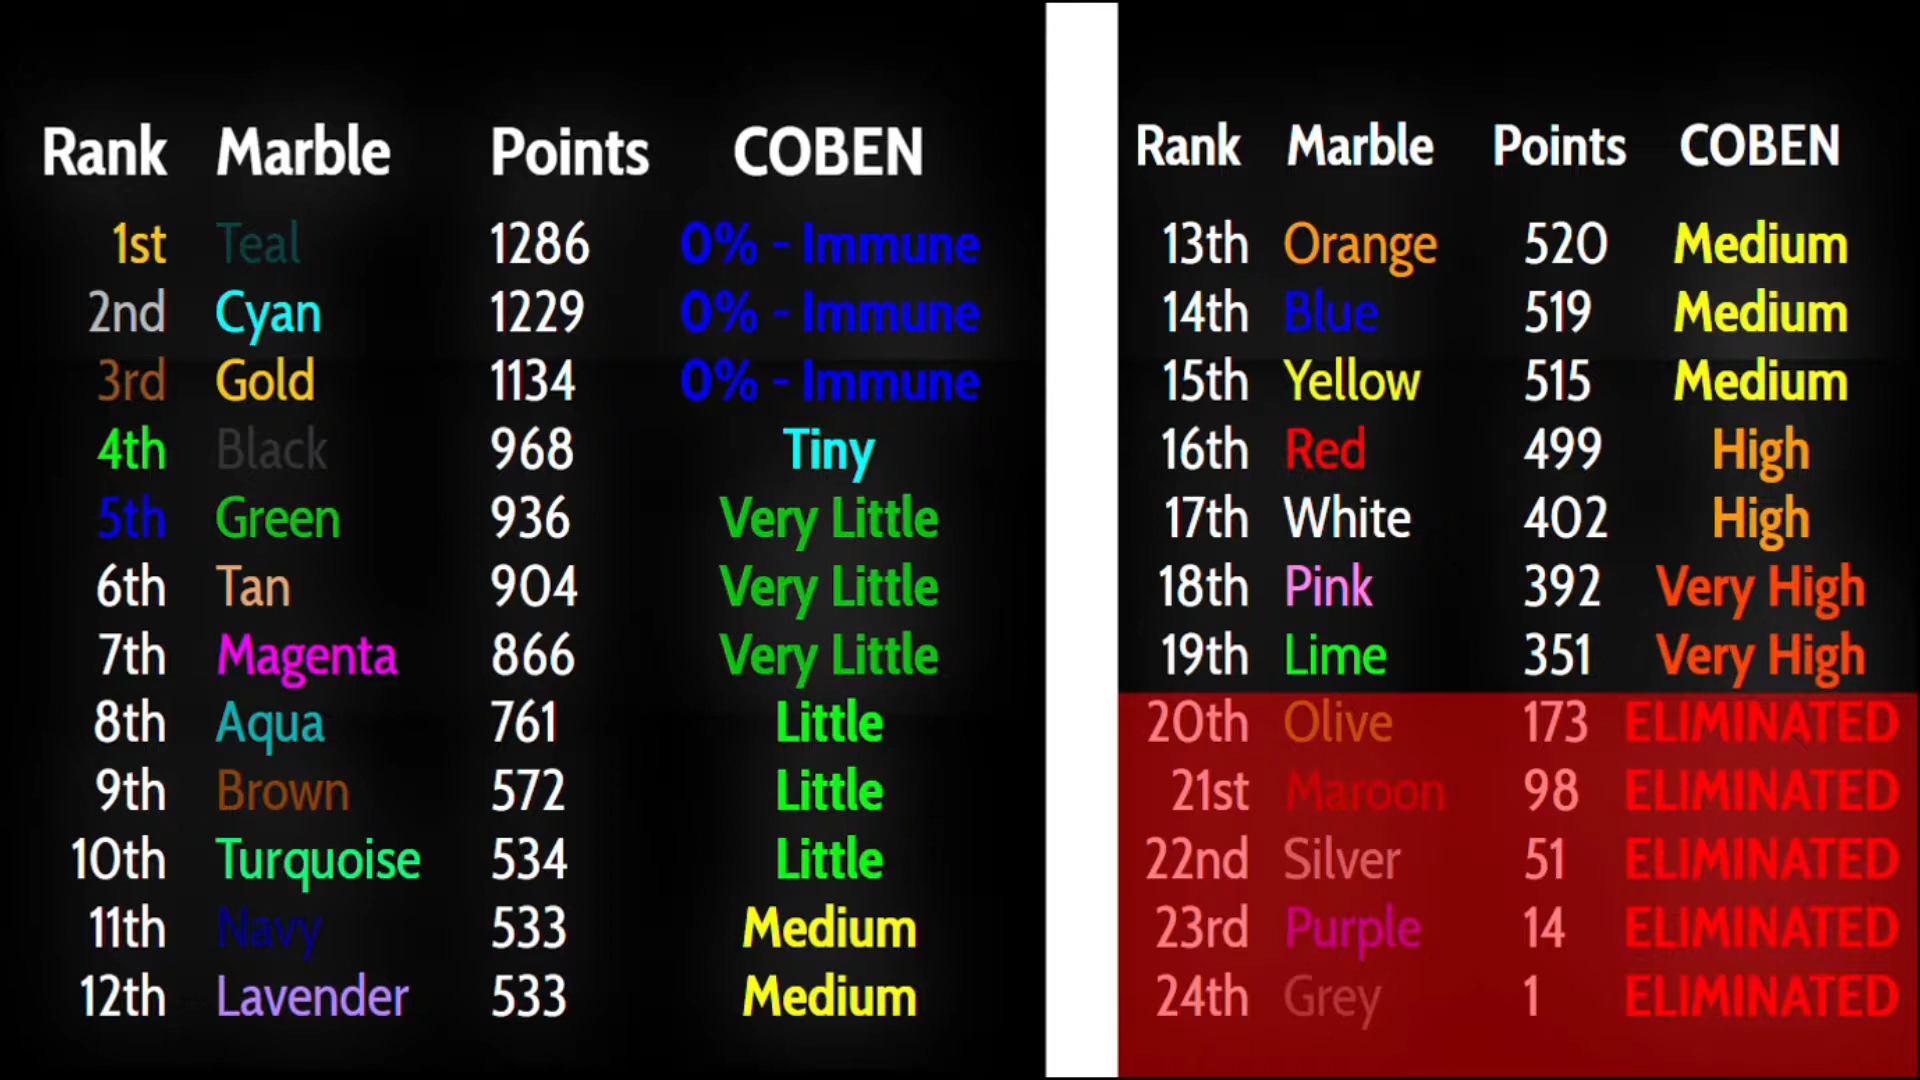 Rank Marble Points COBEN
1st Teal 1286 0% - Immune
2nd Cyan 1229 0% - Immune
3rd Gold 1134 0% - Immune
4th Black 968 Tiny
5th Green 936 Very Little
6th Tan 904 Very Little
7th Magenta 866 Very Little
8th Aqua 761 Little
9th Brown 572 Little
10th Turquoise 534 Little
11th Navy 533 Medium
12th Lavender 533 Medium
Rank Marble Points COBEN
13th Orange 520 Medium
14th Blue 519 Medium
15th Yellow 515 Medium
16th Red 499 High
17th White 402 High
18th Pink 392 Very High
19th Lime 351 Very High
20th Olive 173 ELIMINATED
21st Maroon 98 ELIMINATED
22nd Silver 51 ELIMINATED
23rd Purple 14 ELIMINATED
24th Grey 1 ELIMINATED